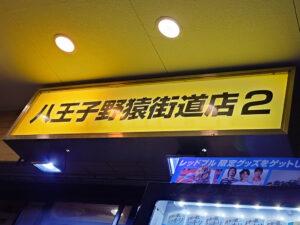 八王子野猿街道店2
レッドブル 限定グッズをゲットし